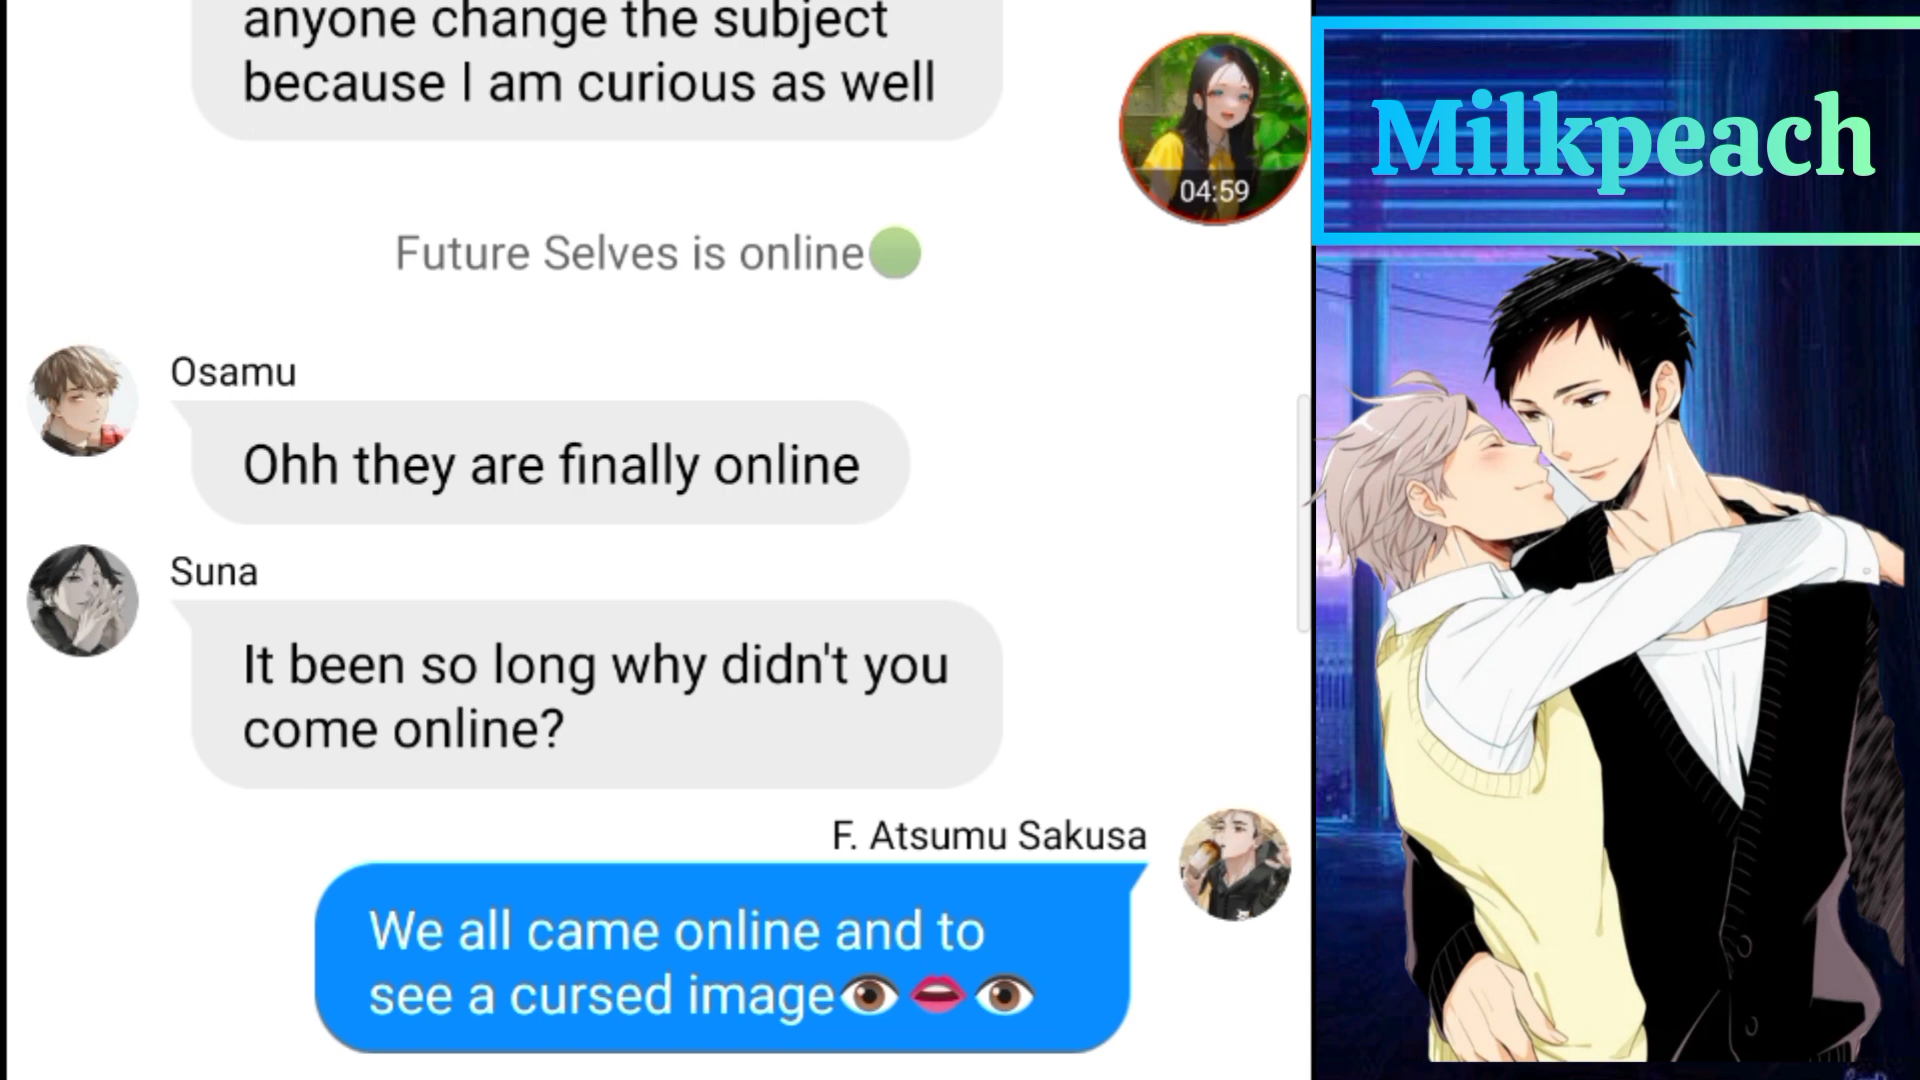 anyone change the subject
because I am curious as well
04:59
Milkpeach
Future Selves is online
Osamu
Ohh they are finally online
Suna
It been so long why didn't you
come online?
F. Atsumu Sakusa
We all came online and to
see a cursed image👁️👄👁️